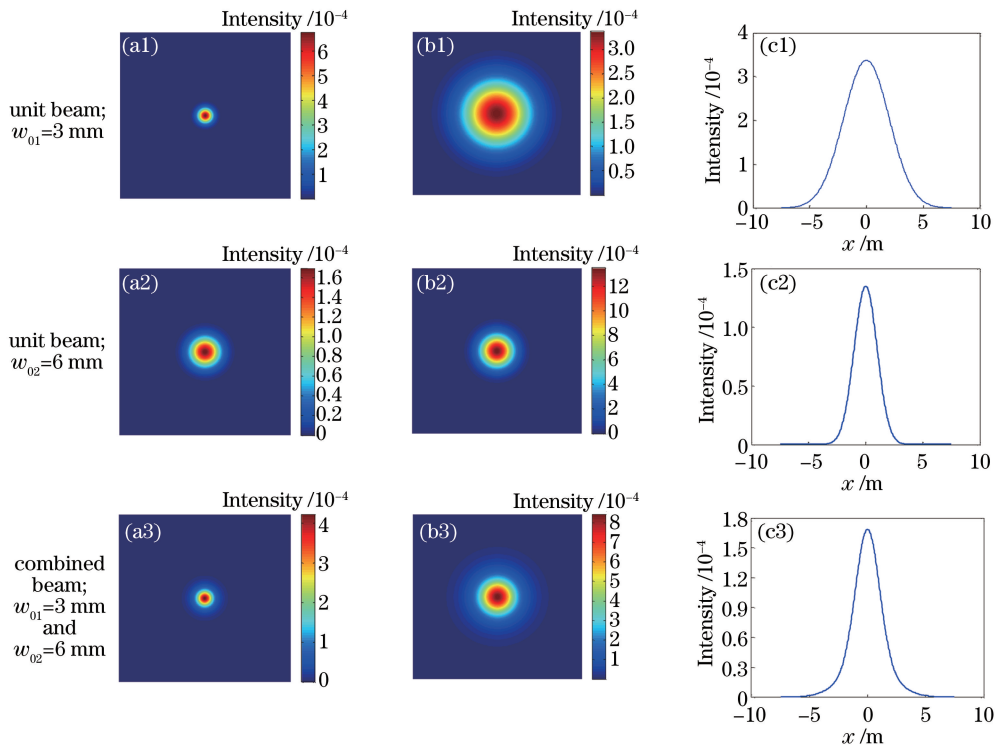 Intensity /10⁻⁴
Intensity /10⁻⁴
(a1)
6
5
4
3
2
1
(b1)
3.0
2.5
2.0
1.5
1.0
0.5
(c1)
4
3
2
1
0
Intensity /10⁻⁴
−10
−5
0
5
10
x /m
unit beam;
w₀₁=3 mm
Intensity /10⁻⁴
Intensity /10⁻⁴
(a2)
1.6
1.4
1.2
1.0
0.8
0.6
0.4
0.2
0
(b2)
12
10
8
6
4
2
0
(c2)
1.5
1.0
0.5
0
Intensity /10⁻⁴
−10
−5
0
5
10
x /m
unit beam;
w₀₂=6 mm
Intensity /10⁻⁴
Intensity /10⁻⁴
(a3)
4
3
2
1
0
(b3)
8
7
6
5
4
3
2
1
(c3)
1.8
1.5
1.2
0.9
0.6
0.3
0
Intensity /10⁻⁴
−10
−5
0
5
10
x /m
combined
beam;
w₀₁=3 mm
and
w₀₂=6 mm